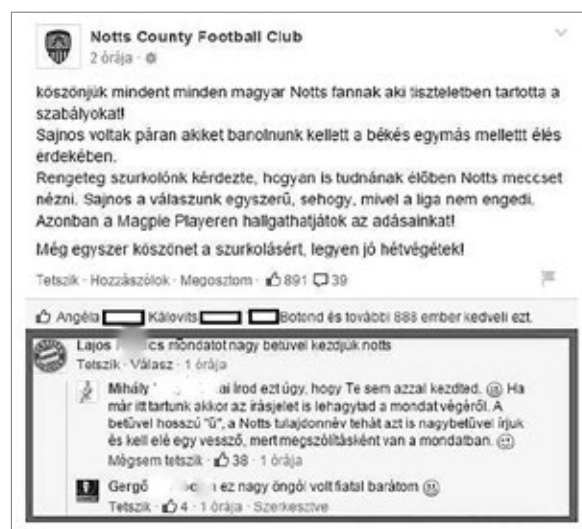 Notts County Football Club
2 órája
köszönjük mindent minden magyar Notts fannak aki tiszteletben tartotta a
szabályokat!
Sajnos voltak páran akiket banolnunk kellett a békés egymás mellettt élés
érdekében.
Rengeteg szurkolónk kérdezte, hogyan is tudnának élőben Notts meccset
nézni. Sajnos a válaszunk egyszerű, sehogy, mivel a liga nem engedi.
Azonban a Magpie Playeren hallgathatjátok az adásainkat!
Még egyszer köszönet a szurkolásért, legyen jó hétvégétek!
Tetszik · Hozzászólok · Megosztom · 891 39
Angéla Kálovits Botond és további 888 ember kedveli ezt.
Lajos cs mondatot nagy betuvel kezdjuk notts
Tetszik · Válasz · 1 órája
Mihály ai Irod ezt úgy, hogy Te sem azzal kezdted. Ha
már itt tartunk akkor az írásjelet is lehagytad a mondat végéről. A
betűvel hosszú "ű", a Notts tulajdonnév tehát azt is nagybetűvel írjuk
és kell elé egy vessző, mert megszólításként van a mondatban.
Mégsem tetszik · 38 · 1 órája
Gergő ez nagy öngól volt fiatal barátom
Tetszik · 4 · 1 órája · Szerkesztve